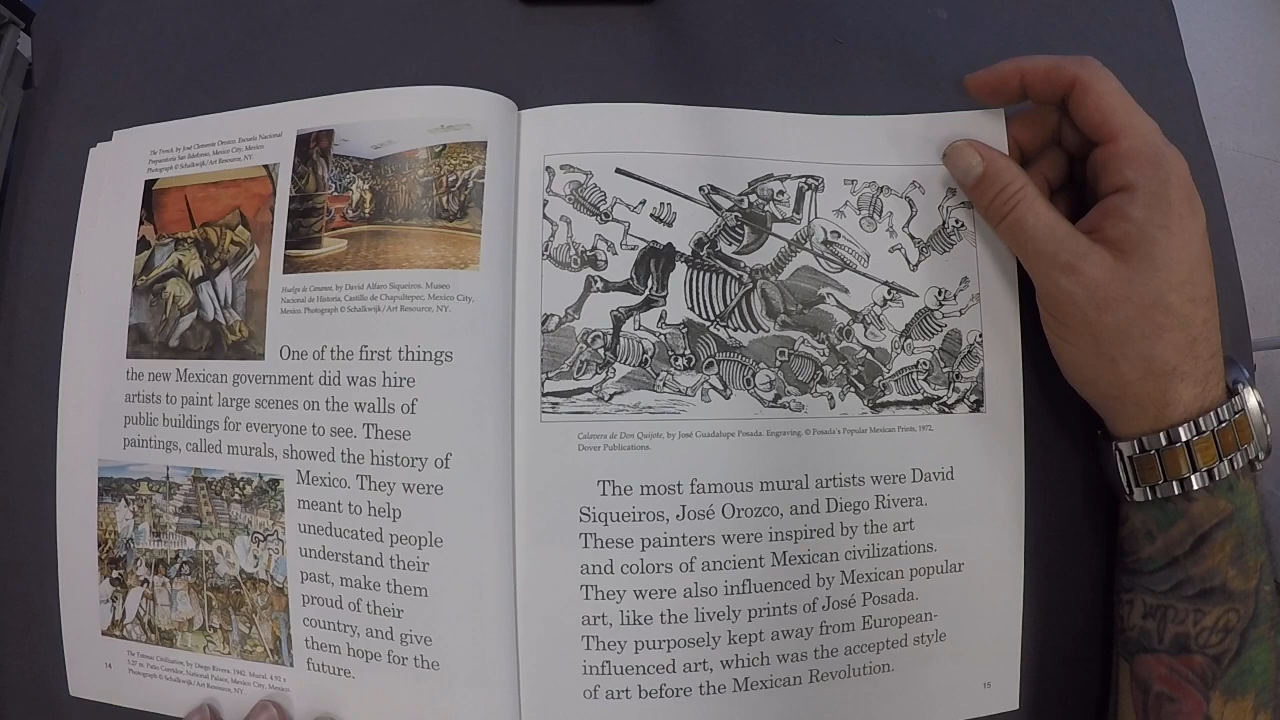 The Trench, by José Clemente Orozco. Escuela Nacional
Preparatoria San Ildefonso, Mexico City, Mexico.
Photograph © Schalkwijk/Art Resource, NY.
Huelga de Cananea, by David Alfaro Siqueiros. Museo
Nacional de Historia, Castillo de Chapultepec, Mexico City,
Mexico. Photograph © Schalkwijk/Art Resource, NY.
One of the first things
the new Mexican government did was hire
artists to paint large scenes on the walls of
public buildings for everyone to see. These
paintings, called murals, showed the history of
Mexico. They were
meant to help
uneducated people
understand their
past, make them
proud of their
country, and give
them hope for the
future.
The Totonac Civilization, by Diego Rivera. 1942. Mural. 4.92 x
5.27 m. Patio Corridor, National Palace, Mexico City, Mexico.
Photograph © Schalkwijk/Art Resource, NY.
14
Calavera de Don Quijote, by José Guadalupe Posada. Engraving. © Posada's Popular Mexican Prints, 1972,
Dover Publications.
The most famous mural artists were David
Siqueiros, José Orozco, and Diego Rivera.
These painters were inspired by the art
and colors of ancient Mexican civilizations.
They were also influenced by Mexican popular
art, like the lively prints of José Posada.
They purposely kept away from European-
influenced art, which was the accepted style
of art before the Mexican Revolution.
15